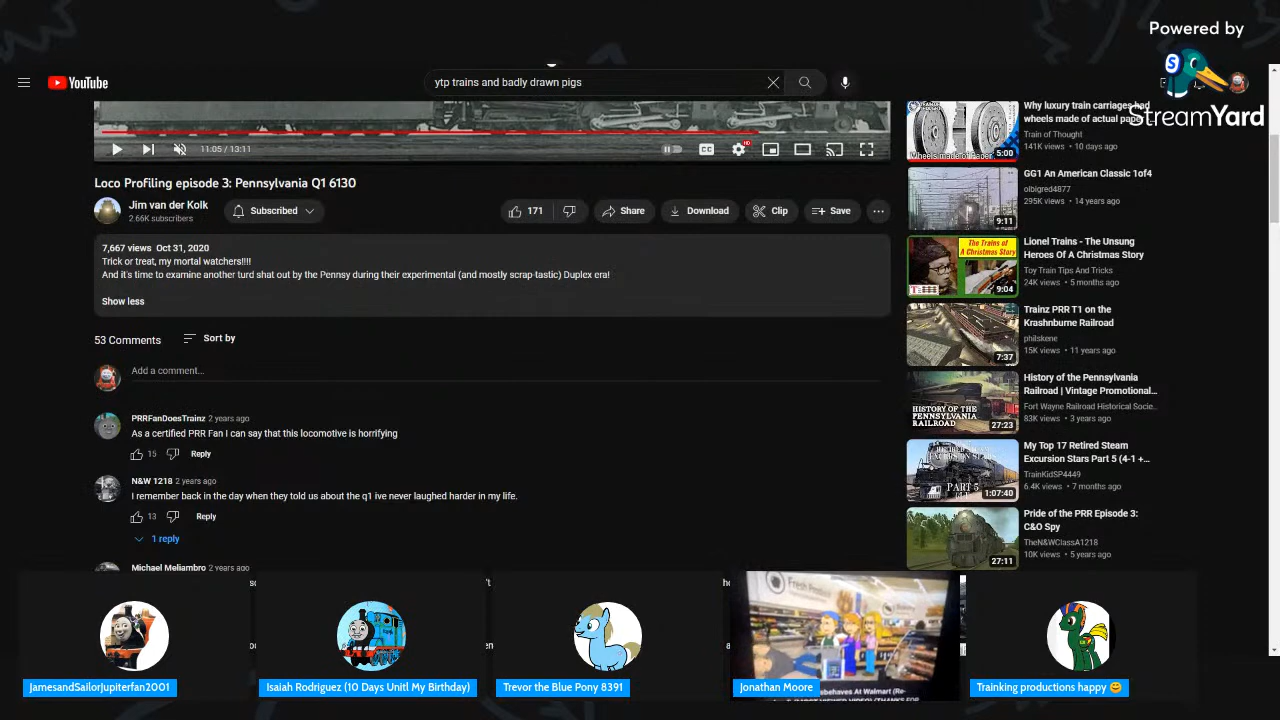 Powered by
StreamYard
YouTube
ytp trains and badly drawn pigs
11:05 / 13:11
CC
HD
Loco Profiling episode 3: Pennsylvania Q1 6130
Jim van der Kolk
2.66K subscribers
Subscribed
171
Share
Download
Clip
Save
7,667 views Oct 31, 2020
Trick or treat, my mortal watchers!!!!
And it's time to examine another turd shat out by the Pennsy during their experimental (and mostly scrap-tastic) Duplex era!
Show less
53 Comments
Sort by
Add a comment...
PRRFanDoesTrainz 2 years ago
As a certified PRR Fan I can say that this locomotive is horrifying
15
Reply
N&W 1218 2 years ago
I remember back in the day when they told us about the q1 ive never laughed harder in my life.
13
Reply
1 reply
Michael Meliambro 2 years ago
Wheels made of Paper
5:00
Why luxury train carriages had
wheels made of actual paper
Train of Thought
141K views • 10 days ago
9:11
GG1 An American Classic 1of4
oibigred4877
295K views • 14 years ago
The Trains of
A Christmas Story
9:04
Lionel Trains - The Unsung
Heroes Of A Christmas Story
Toy Train Tips And Tricks
24K views • 5 months ago
7:37
Trainz PRR T1 on the
Krashnburne Railroad
philskene
15K views • 11 years ago
HISTORY OF THE
PENNSYLVANIA
RAILROAD
27:23
History of the Pennsylvania
Railroad | Vintage Promotional...
Fort Wayne Railroad Historical Socie..
83K views • 3 years ago
PART 5
1:07:40
My Top 17 Retired Steam
Excursion Stars Part 5 (4-1 +...
TrainKidSP4449
6.4K views • 7 months ago
27:11
Pride of the PRR Episode 3:
C&O Spy
TheN&WClassA1218
10K views • 5 years ago
JamesandSailorJupiterfan2001
Isaiah Rodriguez (10 Days Unitl My Birthday)
Trevor the Blue Pony 8391
Fresh
sbehaves At Walmart (Re-
Jonathan Moore
Trainking productions happy 😊